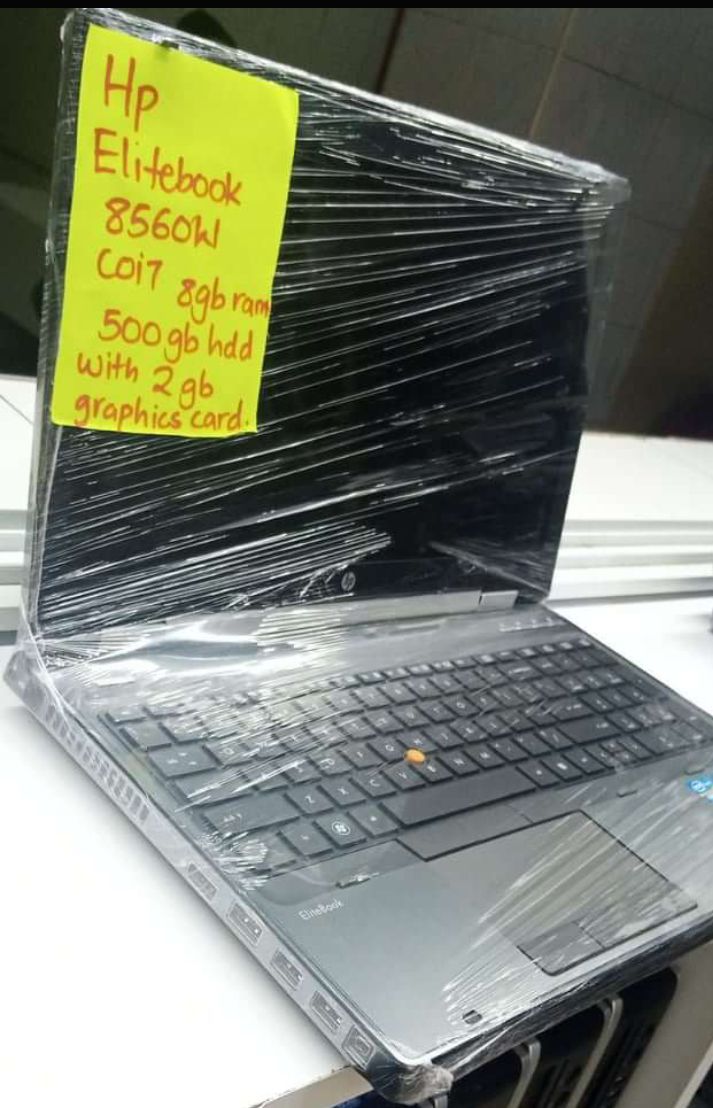 Hp
Elitebook
8560W
Coi7 8gb ram
500gb hdd
with 2gb
graphics card.
hp
EliteBook